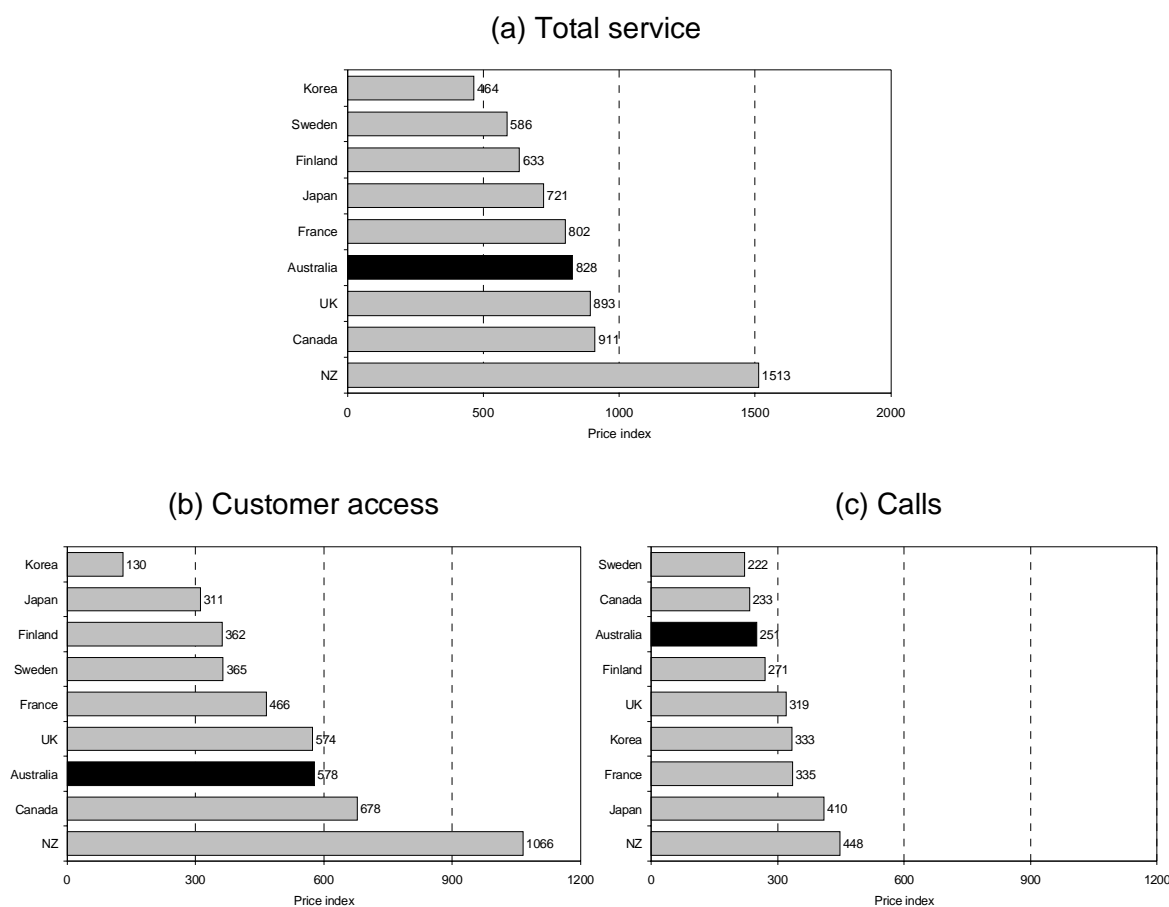 (a) Total service
Korea 464
Sweden 586
Finland 633
Japan 721
France 802
Australia 828
UK 893
Canada 911
NZ 1513
0 500 1000 1500 2000
Price index
(b) Customer access
Korea 130
Japan 311
Finland 362
Sweden 365
France 466
UK 574
Australia 578
Canada 678
NZ 1066
0 300 600 900 1200
Price index
(c) Calls
Sweden 222
Canada 233
Australia 251
Finland 271
UK 319
Korea 333
France 335
Japan 410
NZ 448
0 300 600 900 1200
Price index